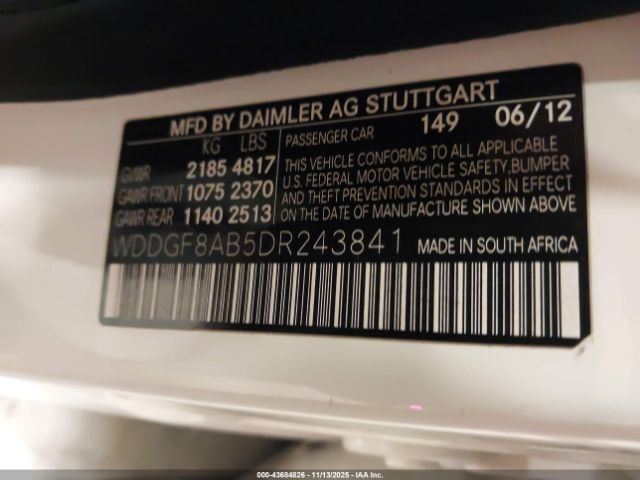 MFD BY DAIMLER AG STUTTGART
KG LBS PASSENGER CAR 149 06/12
GVWR 2185 4817
GAWR FRONT 1075 2370
GAWR REAR 1140 2513
THIS VEHICLE CONFORMS TO ALL APPLICABLE
U.S. FEDERAL MOTOR VEHICLE SAFETY, BUMPER
AND THEFT PREVENTION STANDARDS IN EFFECT
ON THE DATE OF MANUFACTURE SHOWN ABOVE
WDDGF8AB5DR243841 MADE IN SOUTH AFRICA
000-43684826 - 11/13/2025 - IAA Inc.